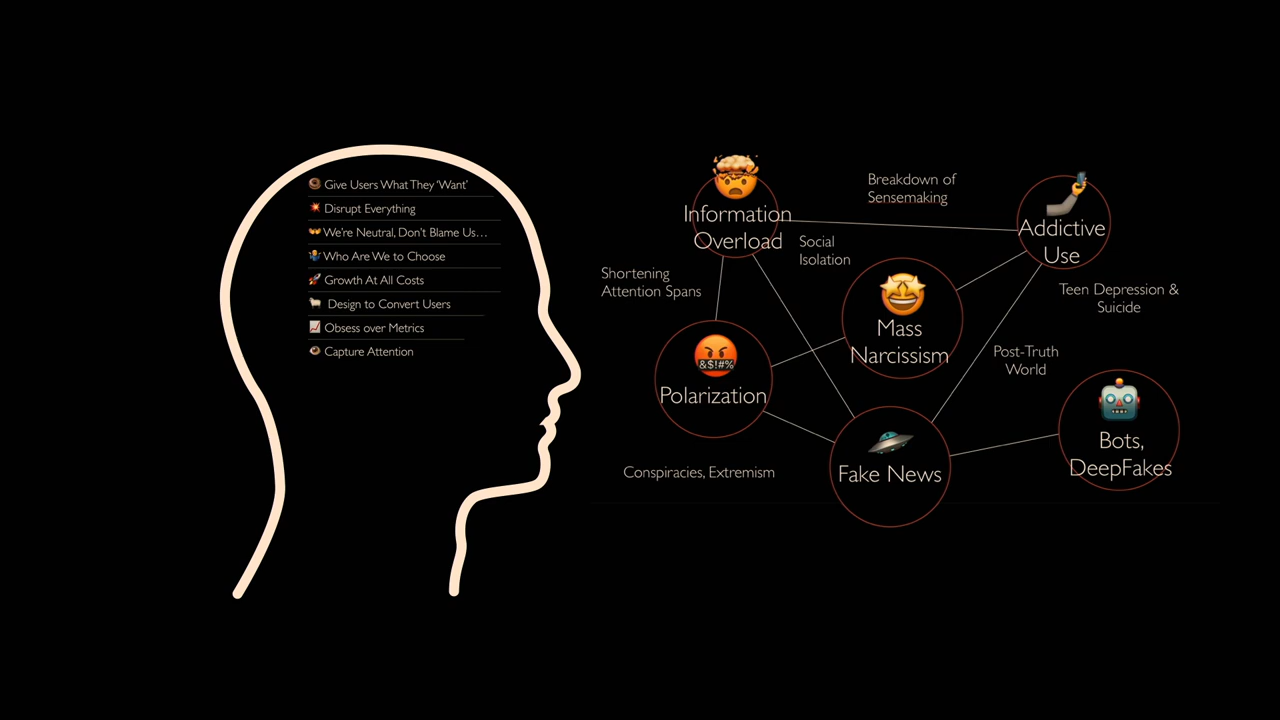 Give Users What They ‘Want’
Disrupt Everything
We’re Neutral, Don’t Blame Us…
Who Are We to Choose
Growth At All Costs
Design to Convert Users
Obsess over Metrics
Capture Attention
Information
Overload
Breakdown of
Sensemaking
Addictive
Use
Social
Isolation
Shortening
Attention Spans
Mass
Narcissism
Teen Depression &
Suicide
&$!#%
Polarization
Post-Truth
World
Bots,
DeepFakes
Fake News
Conspiracies, Extremism